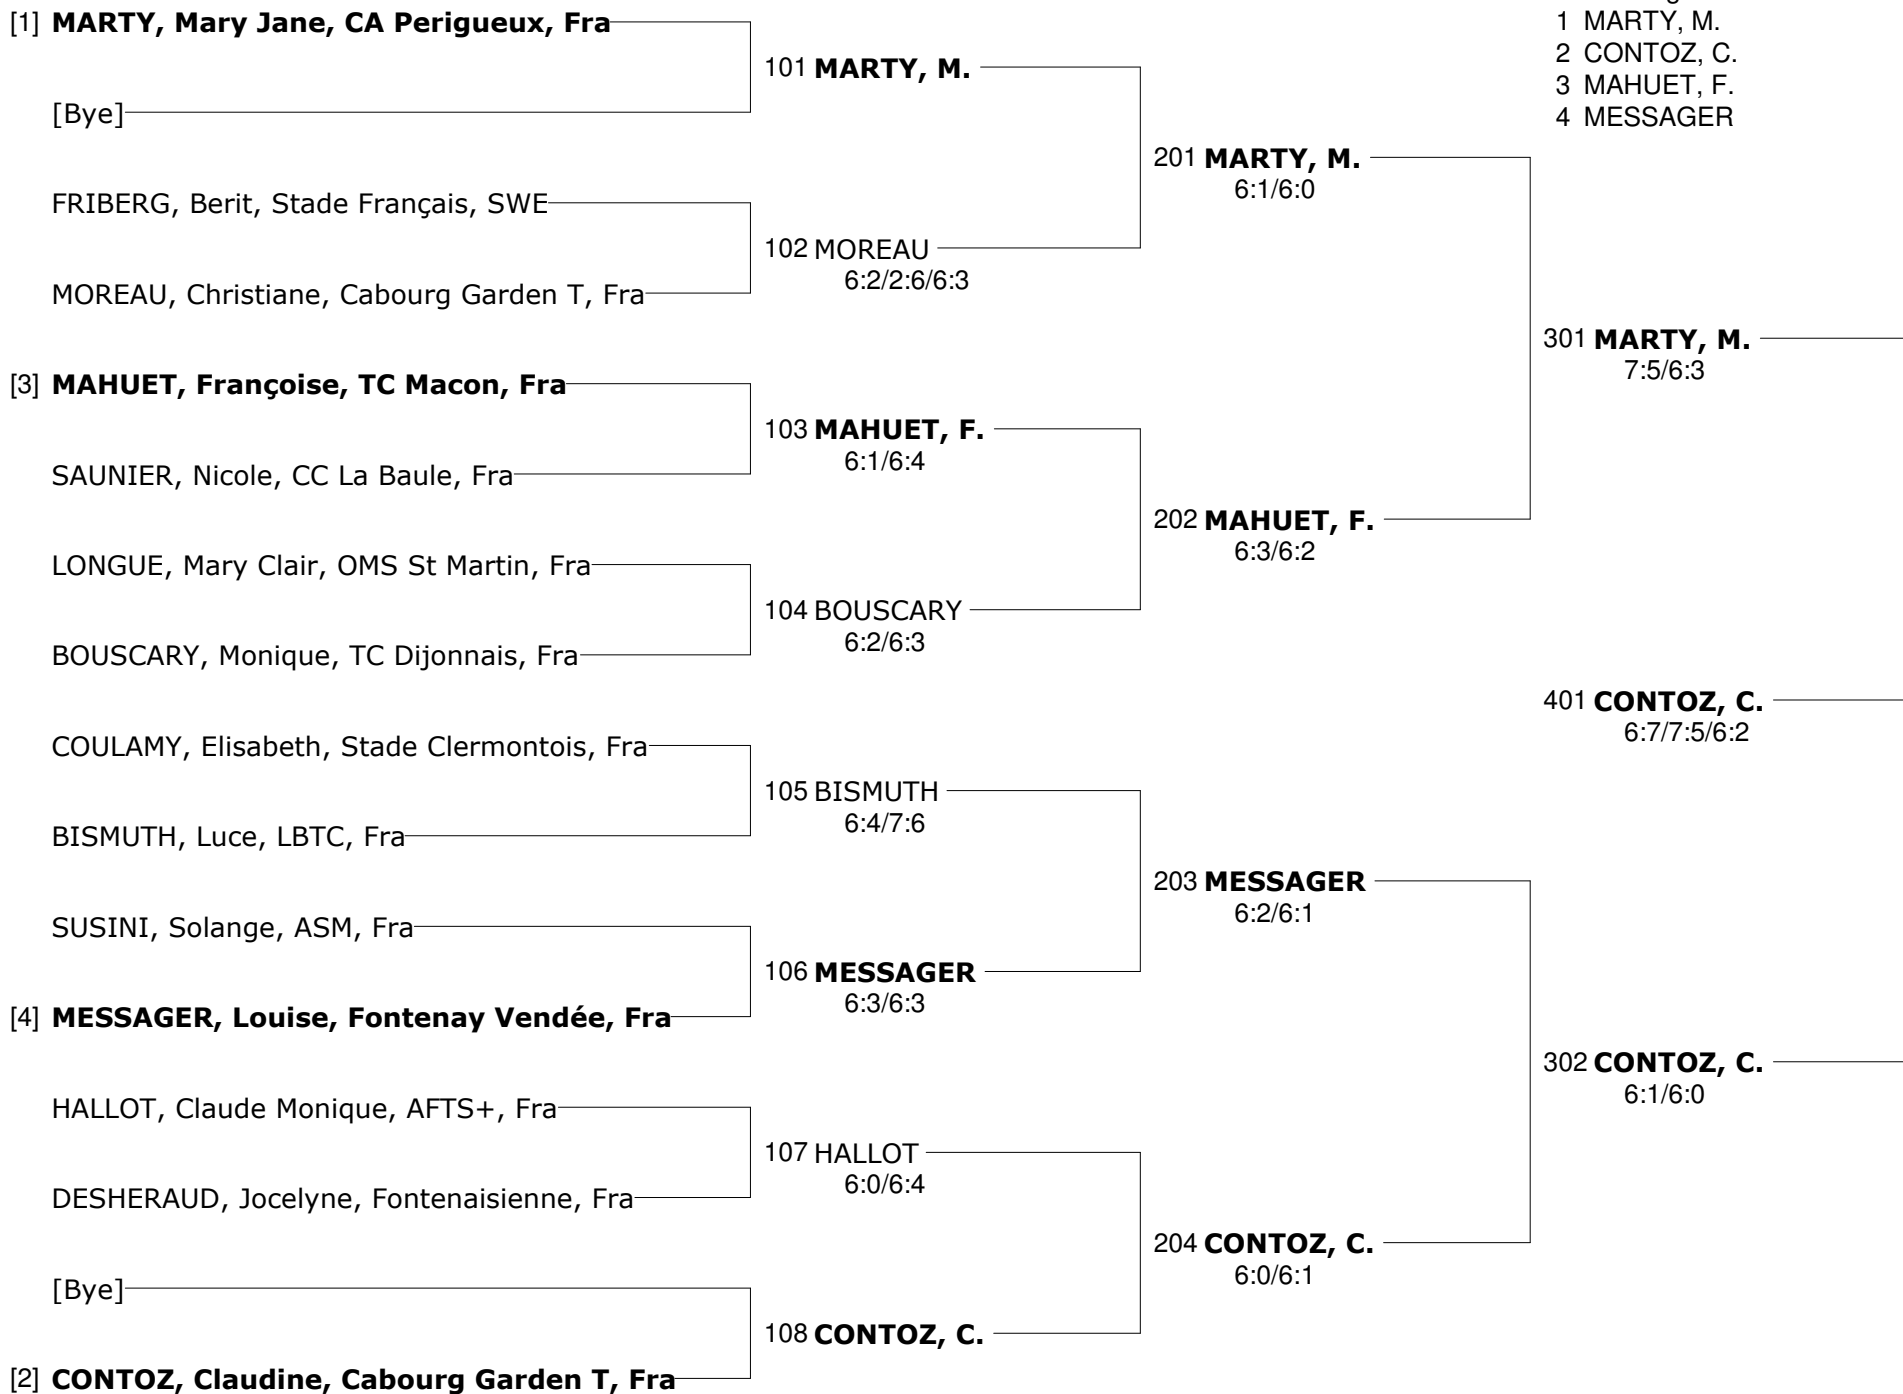 [1] MARTY, Mary Jane, CA Perigueux, Fra
1 MARTY, M.
2 CONTOZ, C.
3 MAHUET, F.
4 MESSAGER
101 MARTY, M.
[Bye]
201 MARTY, M.
6:1/6:0
FRIBERG, Berit, Stade Français, SWE
102 MOREAU
6:2/2:6/6:3
MOREAU, Christiane, Cabourg Garden T, Fra
301 MARTY, M.
7:5/6:3
[3] MAHUET, Françoise, TC Macon, Fra
103 MAHUET, F.
6:1/6:4
SAUNIER, Nicole, CC La Baule, Fra
202 MAHUET, F.
6:3/6:2
LONGUE, Mary Clair, OMS St Martin, Fra
104 BOUSCARY
6:2/6:3
BOUSCARY, Monique, TC Dijonnais, Fra
401 CONTOZ, C.
6:7/7:5/6:2
COULAMY, Elisabeth, Stade Clermontois, Fra
105 BISMUTH
6:4/7:6
BISMUTH, Luce, LBTC, Fra
203 MESSAGER
6:2/6:1
SUSINI, Solange, ASM, Fra
106 MESSAGER
6:3/6:3
[4] MESSAGER, Louise, Fontenay Vendée, Fra
302 CONTOZ, C.
6:1/6:0
HALLOT, Claude Monique, AFTS+, Fra
107 HALLOT
6:0/6:4
DESHERAUD, Jocelyne, Fontenaisienne, Fra
204 CONTOZ, C.
6:0/6:1
[Bye]
108 CONTOZ, C.
[2] CONTOZ, Claudine, Cabourg Garden T, Fra